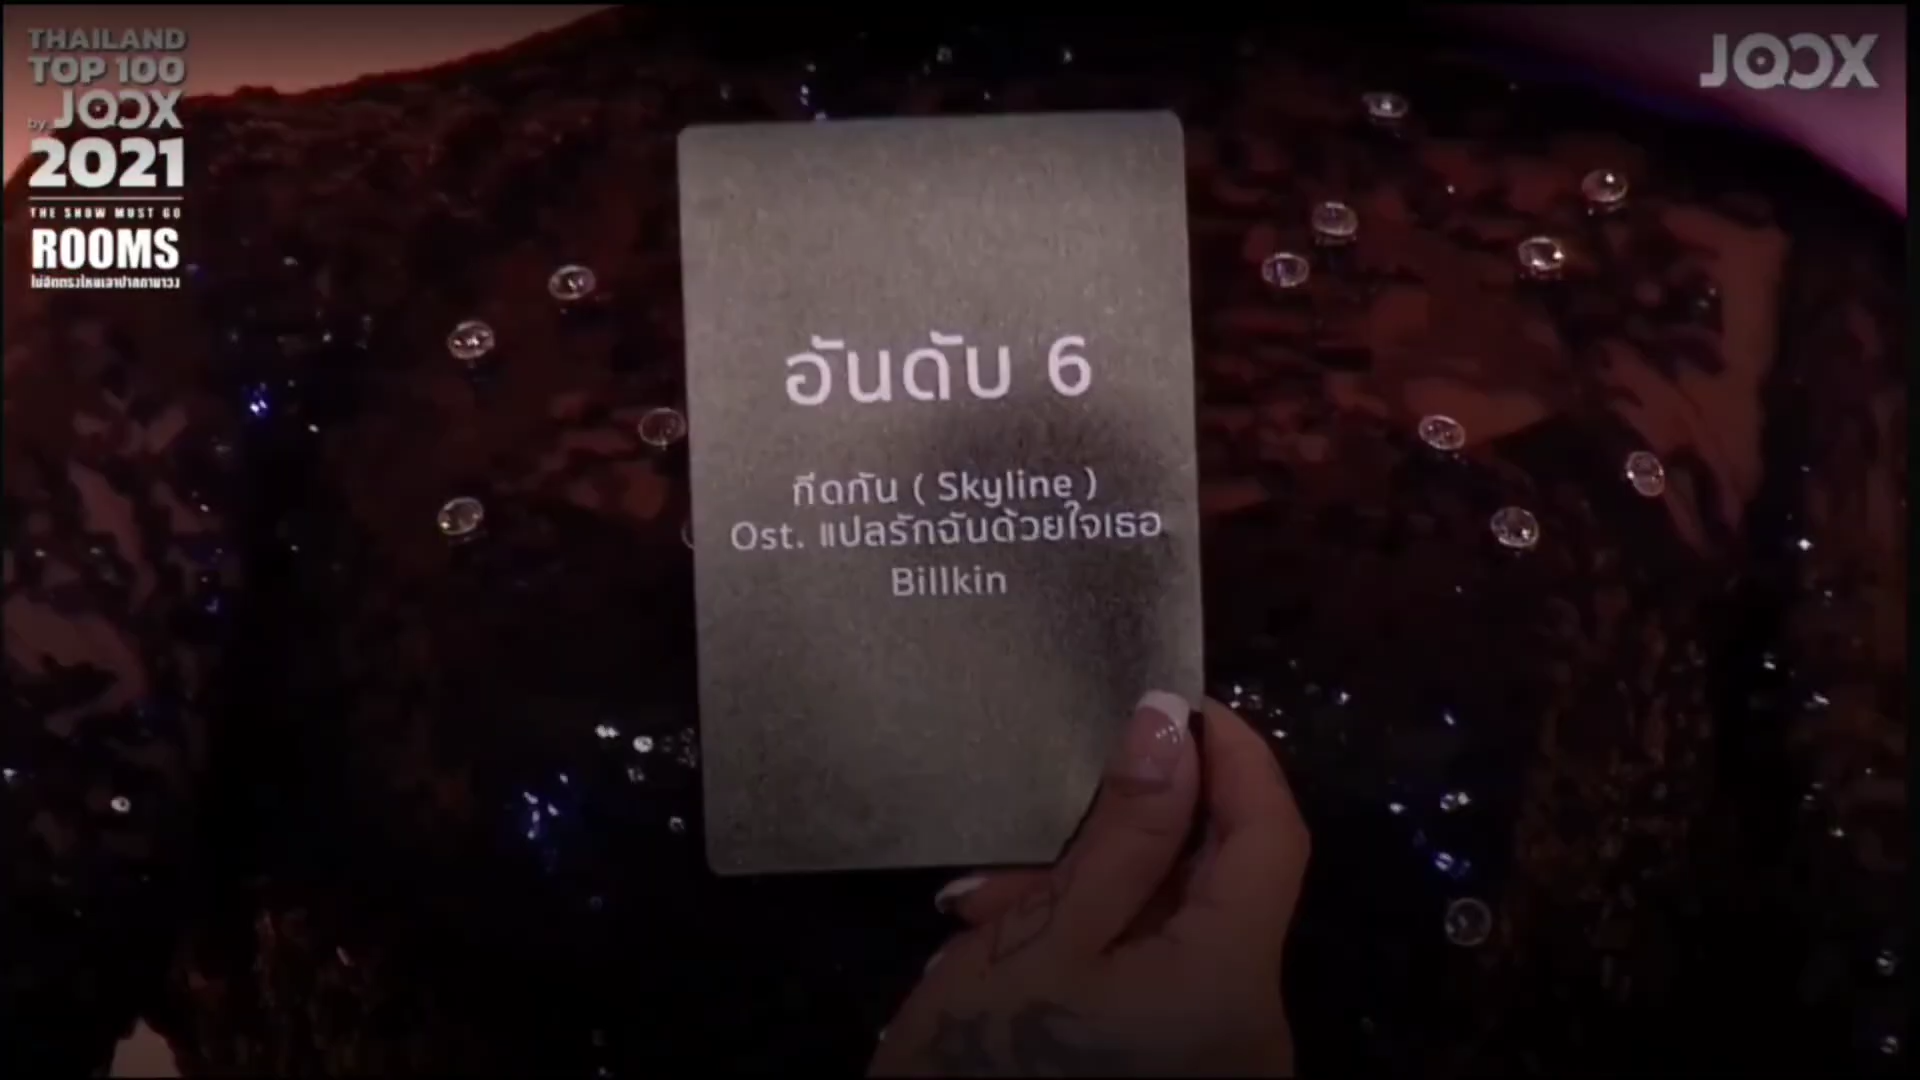 THAILAND
TOP 100
by JOOX
2021
THE SHOW MUST GO
ROOMS
JOOX
อันดับ 6
กีดกัน ( Skyline )
Ost. แปลรักฉันด้วยใจเธอ
Billkin